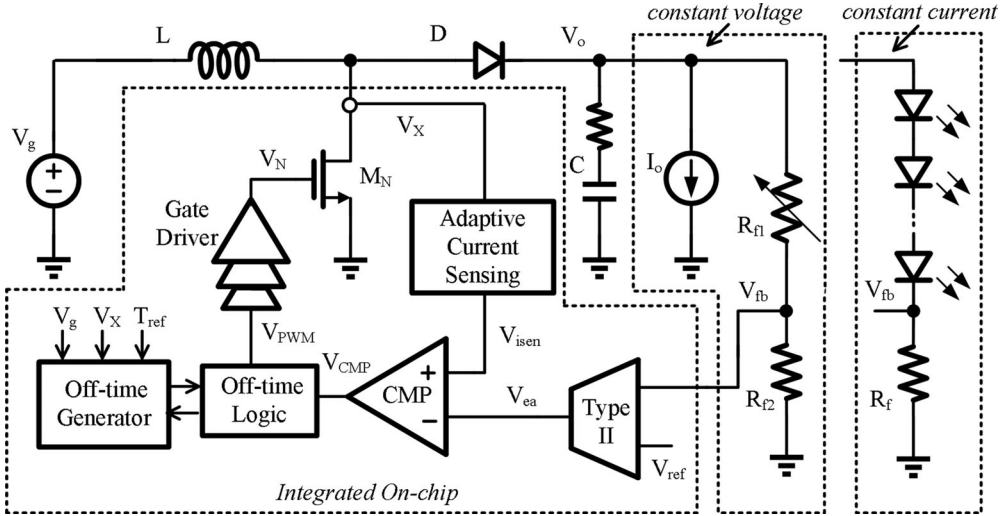 constant voltage
constant current
L
D
Vo
Vg
VX
VN
MN
C
Io
Gate
Driver
Adaptive
Current
Sensing
Rf1
Vfb
Vfb
Vg
VX
Tref
VPWM
Visen
VCMP
Off-time
Generator
Off-time
Logic
CMP
Vea
Type
II
Rf2
Rf
Vref
Integrated On-chip
+
−
+
−